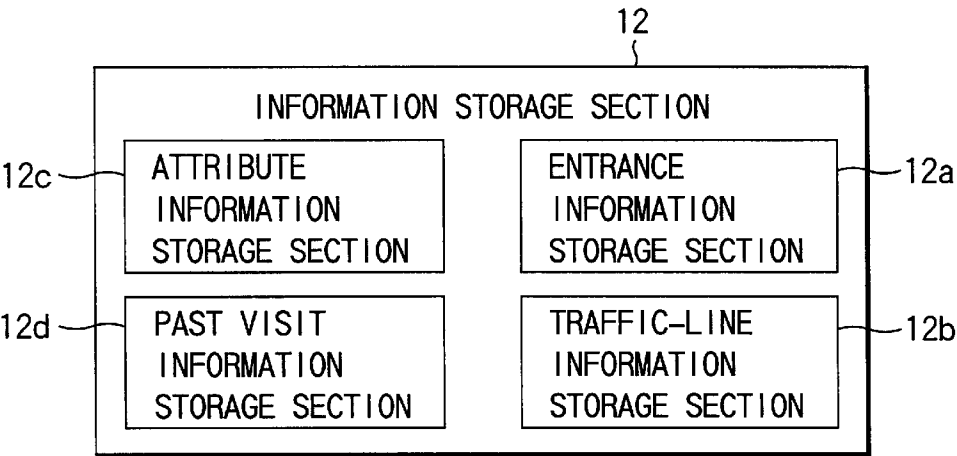 12
INFORMATION STORAGE SECTION
12c
ATTRIBUTE
INFORMATION
STORAGE SECTION
ENTRANCE
INFORMATION
STORAGE SECTION
12a
12d
PAST VISIT
INFORMATION
STORAGE SECTION
TRAFFIC-LINE
INFORMATION
STORAGE SECTION
12b